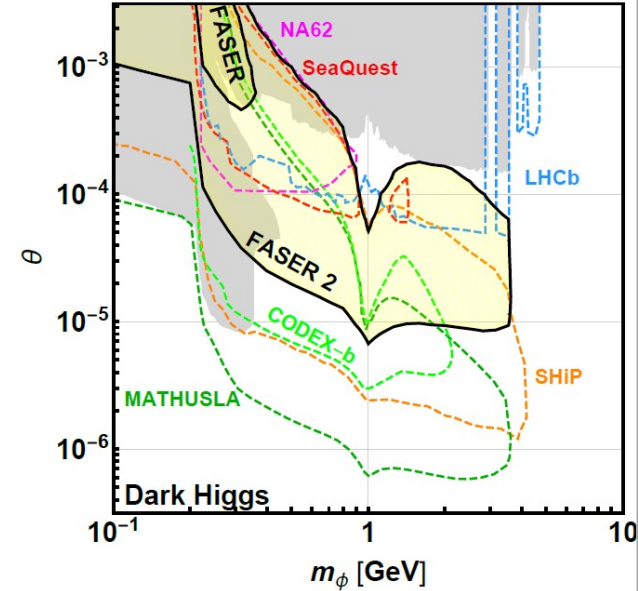 10⁻³
10⁻⁴
10⁻⁵
10⁻⁶
θ
FASER
NA62
SeaQuest
LHCb
FASER 2
CODEX-b
SHiP
MATHUSLA
Dark Higgs
10⁻¹
1
10
m_ϕ [GeV]